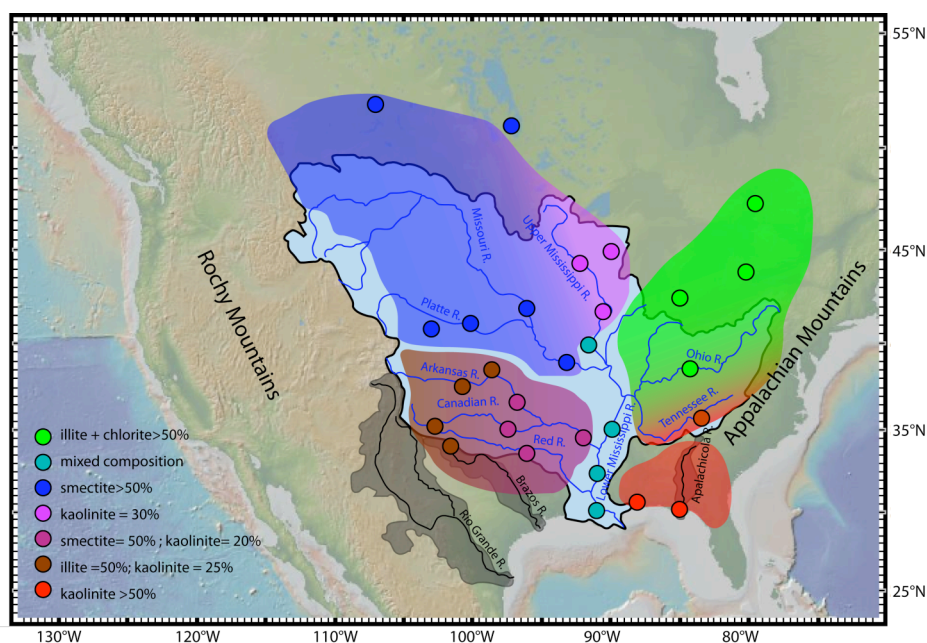 55°N
45°N
35°N
25°N
Rochy Mountains
Appalachian Mountains
Missouri R.
Upper Mississippi R.
Platte R.
Ohio R.
Arkansas R.
Tennessee R.
Canadian R.
Red R.
Lower Mississippi R.
Apalachicola R.
Brazos R.
Rio Grande R.
illite + chlorite>50%
mixed composition
smectite>50%
kaolinite = 30%
smectite= 50% ; kaolinite= 20%
illite =50%; kaolinite = 25%
kaolinite >50%
130°W
120°W
110°W
100°W
90°W
80°W